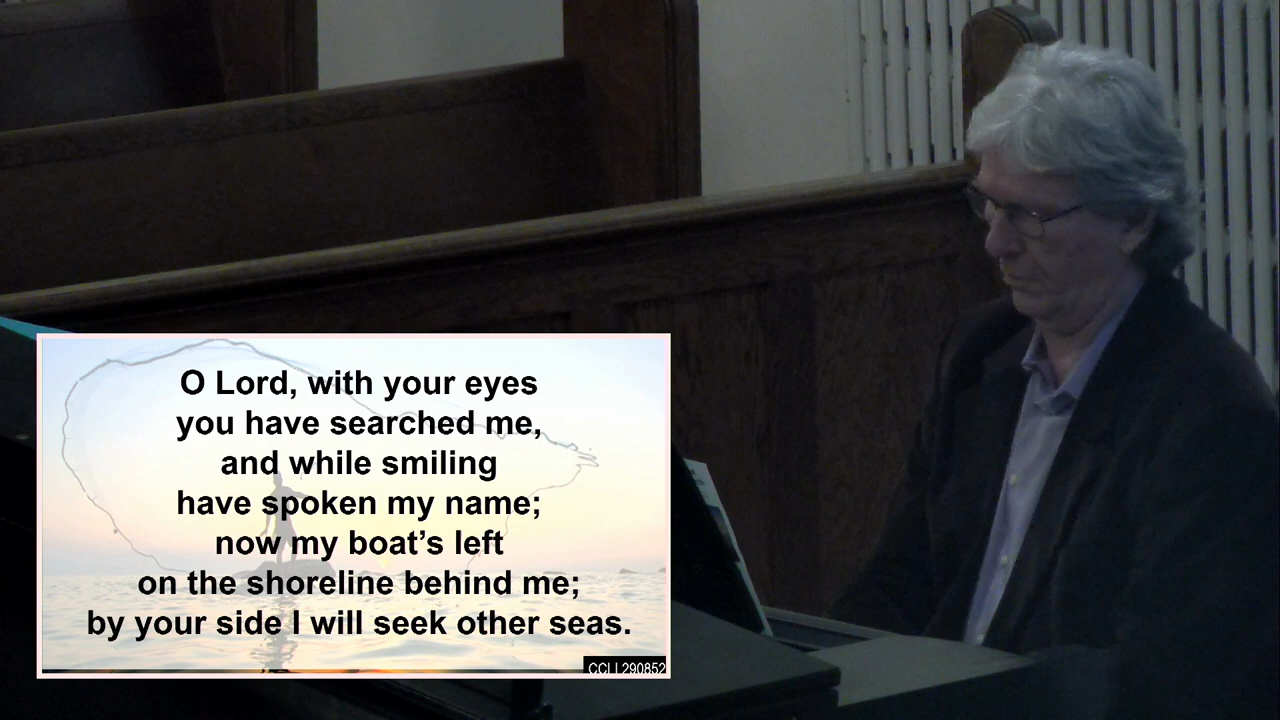 O Lord, with your eyes
you have searched me,
and while smiling
have spoken my name;
now my boat’s left
on the shoreline behind me;
by your side I will seek other seas.
CCLI 290852